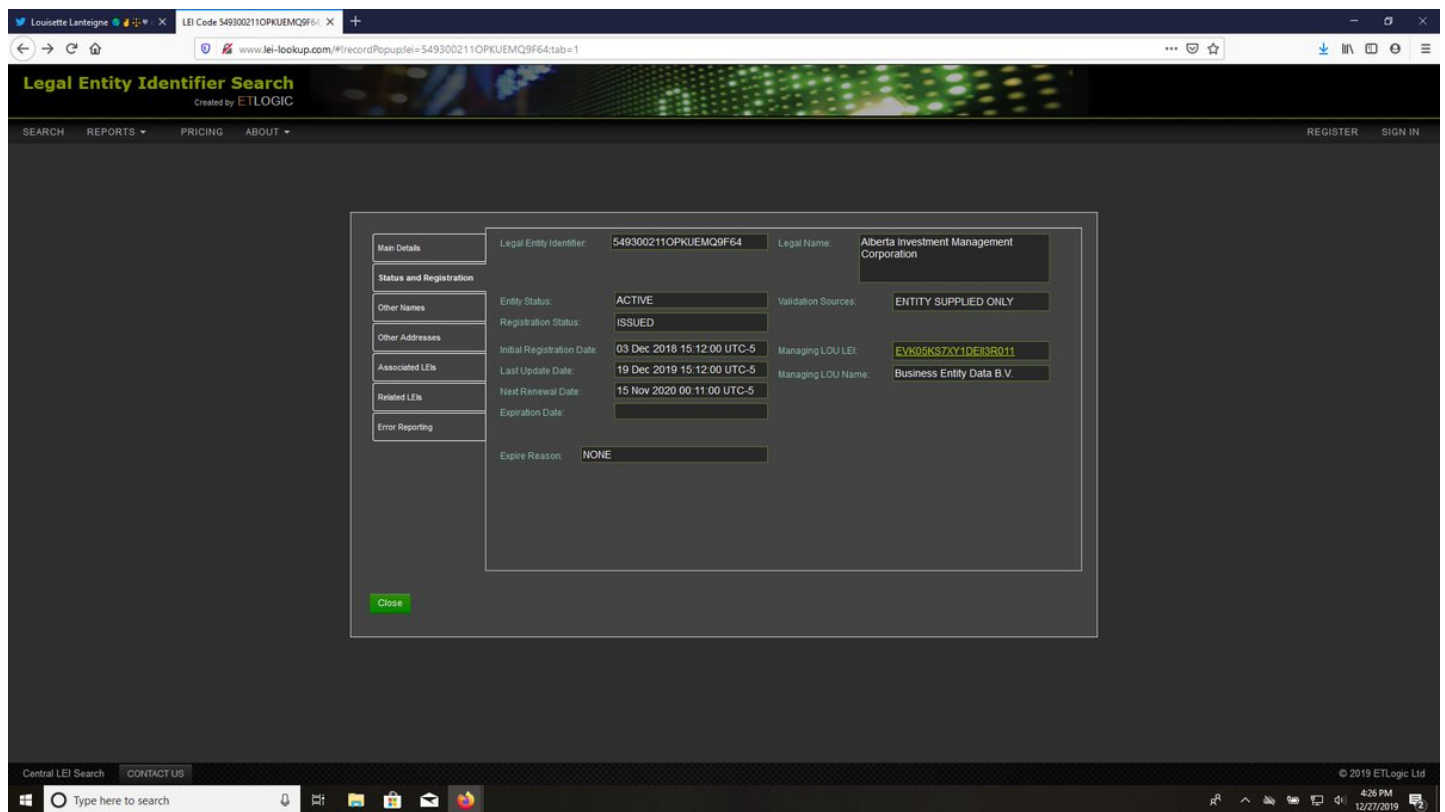 Louisette Lanteigne
LEI Code 549300211OPKUEMQ9F64
www.lei-lookup.com/#!recordPopup;lei=549300211OPKUEMQ9F64;tab=1
Legal Entity Identifier Search
Created by ETLOGIC
SEARCH REPORTS PRICING ABOUT REGISTER SIGN IN
Main Details
Status and Registration
Other Names
Other Addresses
Associated LEIs
Related LEIs
Error Reporting
Legal Entity Identifier: 549300211OPKUEMQ9F64 Legal Name: Alberta Investment Management
Corporation
Entity Status: ACTIVE Validation Sources: ENTITY SUPPLIED ONLY
Registration Status: ISSUED
Initial Registration Date: 03 Dec 2018 15:12:00 UTC-5 Managing LOU LEI: EVK05KS7XY1DEII3R011
Last Update Date: 19 Dec 2019 15:12:00 UTC-5 Managing LOU Name: Business Entity Data B.V.
Next Renewal Date: 15 Nov 2020 00:11:00 UTC-5
Expiration Date:
Expire Reason: NONE
Close
Central LEI Search CONTACT US © 2019 ETLogic Ltd
Type here to search
4:26 PM
12/27/2019